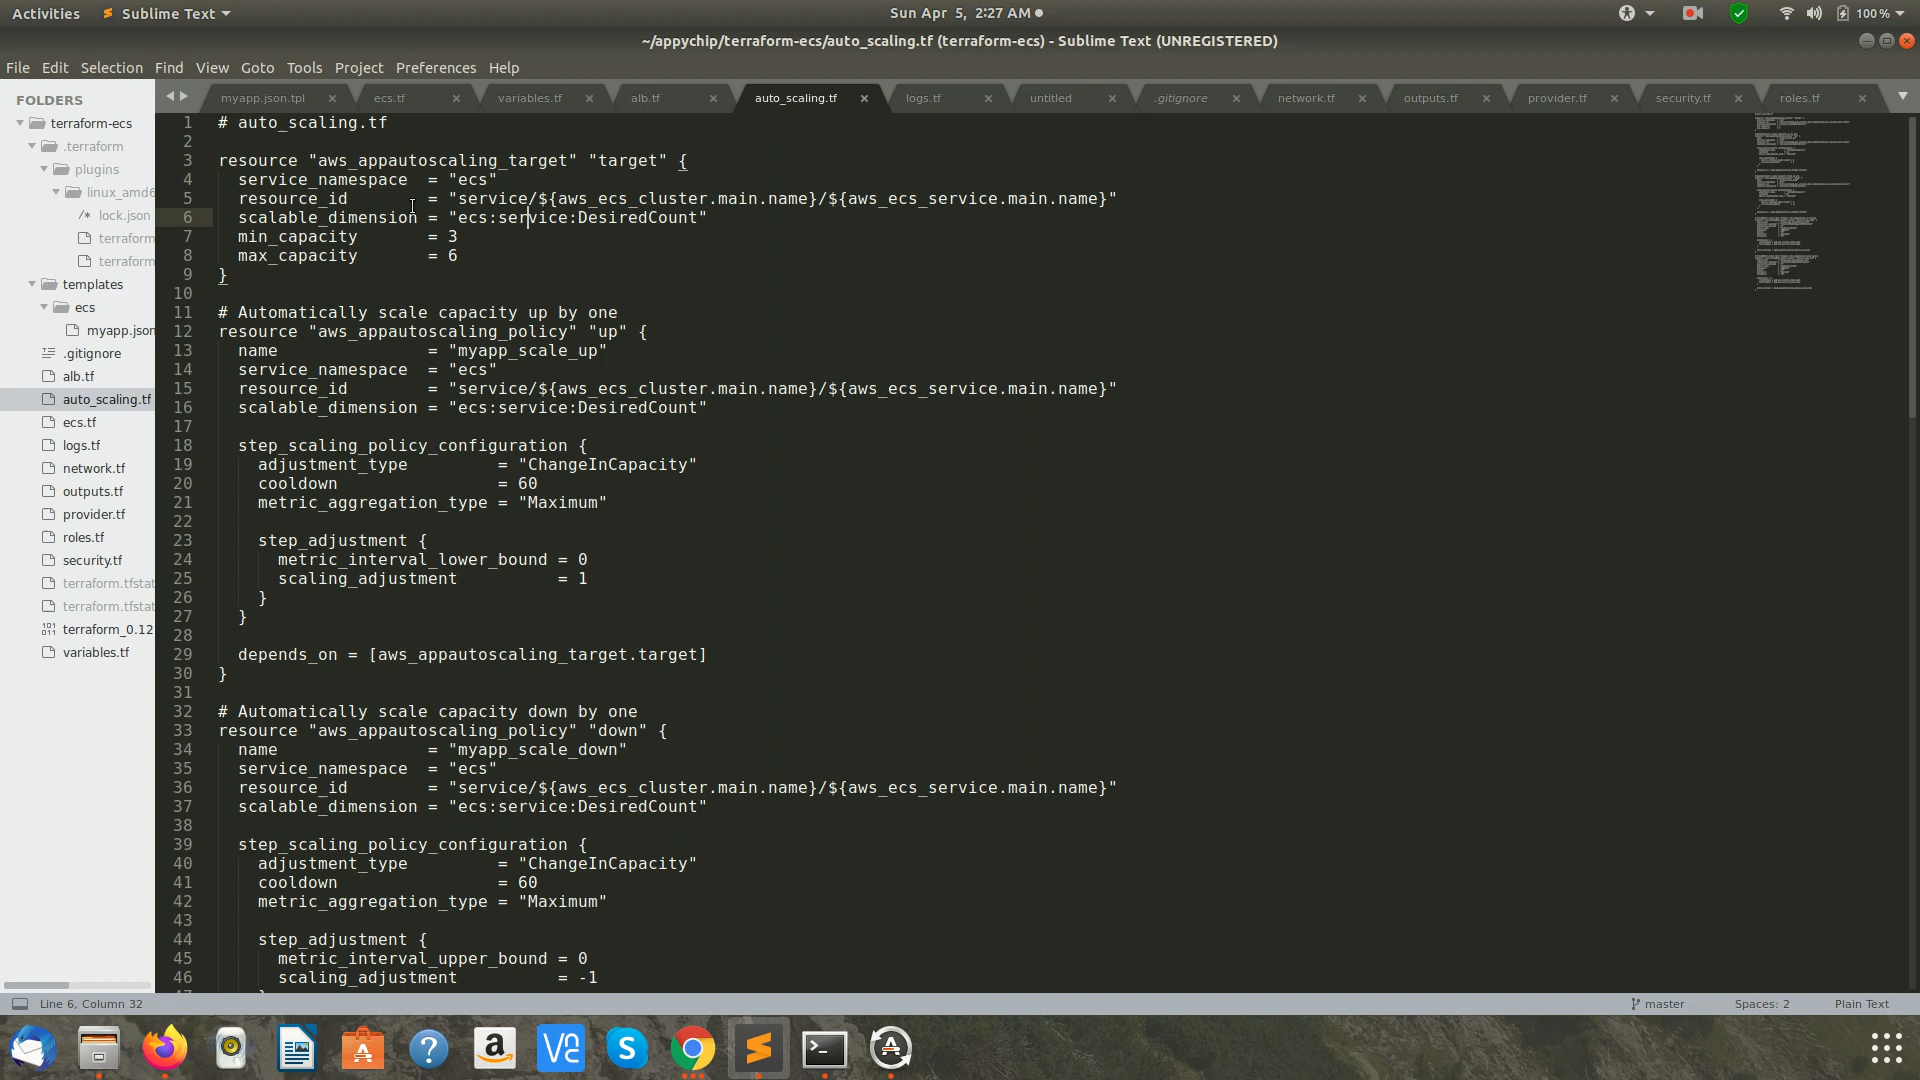 Activities Sublime Text Sun Apr 5, 2:27 AM 100 %
~/appychip/terraform-ecs/auto_scaling.tf (terraform-ecs) - Sublime Text (UNREGISTERED)
File Edit Selection Find View Goto Tools Project Preferences Help
FOLDERS
terraform-ecs
.terraform
plugins
linux_amd6
/* lock.json
terraform
terraform
templates
ecs
myapp.json
.gitignore
alb.tf
auto_scaling.tf
ecs.tf
logs.tf
network.tf
outputs.tf
provider.tf
roles.tf
security.tf
terraform.tfstat
terraform.tfstat
terraform_0.12
variables.tf
myapp.json.tpl ecs.tf variables.tf alb.tf auto_scaling.tf logs.tf untitled .gitignore network.tf outputs.tf provider.tf security.tf roles.tf
1 # auto_scaling.tf
2
3 resource "aws_appautoscaling_target" "target" {
4 service_namespace = "ecs"
5 resource_id = "service/${aws_ecs_cluster.main.name}/${aws_ecs_service.main.name}"
6 scalable_dimension = "ecs:service:DesiredCount"
7 min_capacity = 3
8 max_capacity = 6
9 }
10
11 # Automatically scale capacity up by one
12 resource "aws_appautoscaling_policy" "up" {
13 name = "myapp_scale_up"
14 service_namespace = "ecs"
15 resource_id = "service/${aws_ecs_cluster.main.name}/${aws_ecs_service.main.name}"
16 scalable_dimension = "ecs:service:DesiredCount"
17
18 step_scaling_policy_configuration {
19 adjustment_type = "ChangeInCapacity"
20 cooldown = 60
21 metric_aggregation_type = "Maximum"
22
23 step_adjustment {
24 metric_interval_lower_bound = 0
25 scaling_adjustment = 1
26 }
27 }
28
29 depends_on = [aws_appautoscaling_target.target]
30 }
31
32 # Automatically scale capacity down by one
33 resource "aws_appautoscaling_policy" "down" {
34 name = "myapp_scale_down"
35 service_namespace = "ecs"
36 resource_id = "service/${aws_ecs_cluster.main.name}/${aws_ecs_service.main.name}"
37 scalable_dimension = "ecs:service:DesiredCount"
38
39 step_scaling_policy_configuration {
40 adjustment_type = "ChangeInCapacity"
41 cooldown = 60
42 metric_aggregation_type = "Maximum"
43
44 step_adjustment {
45 metric_interval_upper_bound = 0
46 scaling_adjustment = -1
Line 6, Column 32 master Spaces: 2 Plain Text